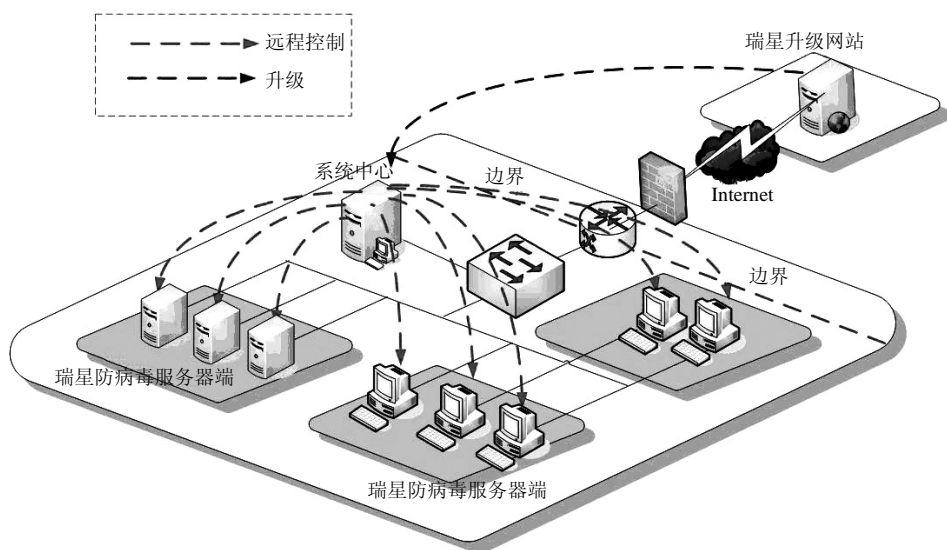 远程控制
升级
瑞星升级网站
系统中心
边界
Internet
边界
瑞星防病毒服务器端
瑞星防病毒服务器端